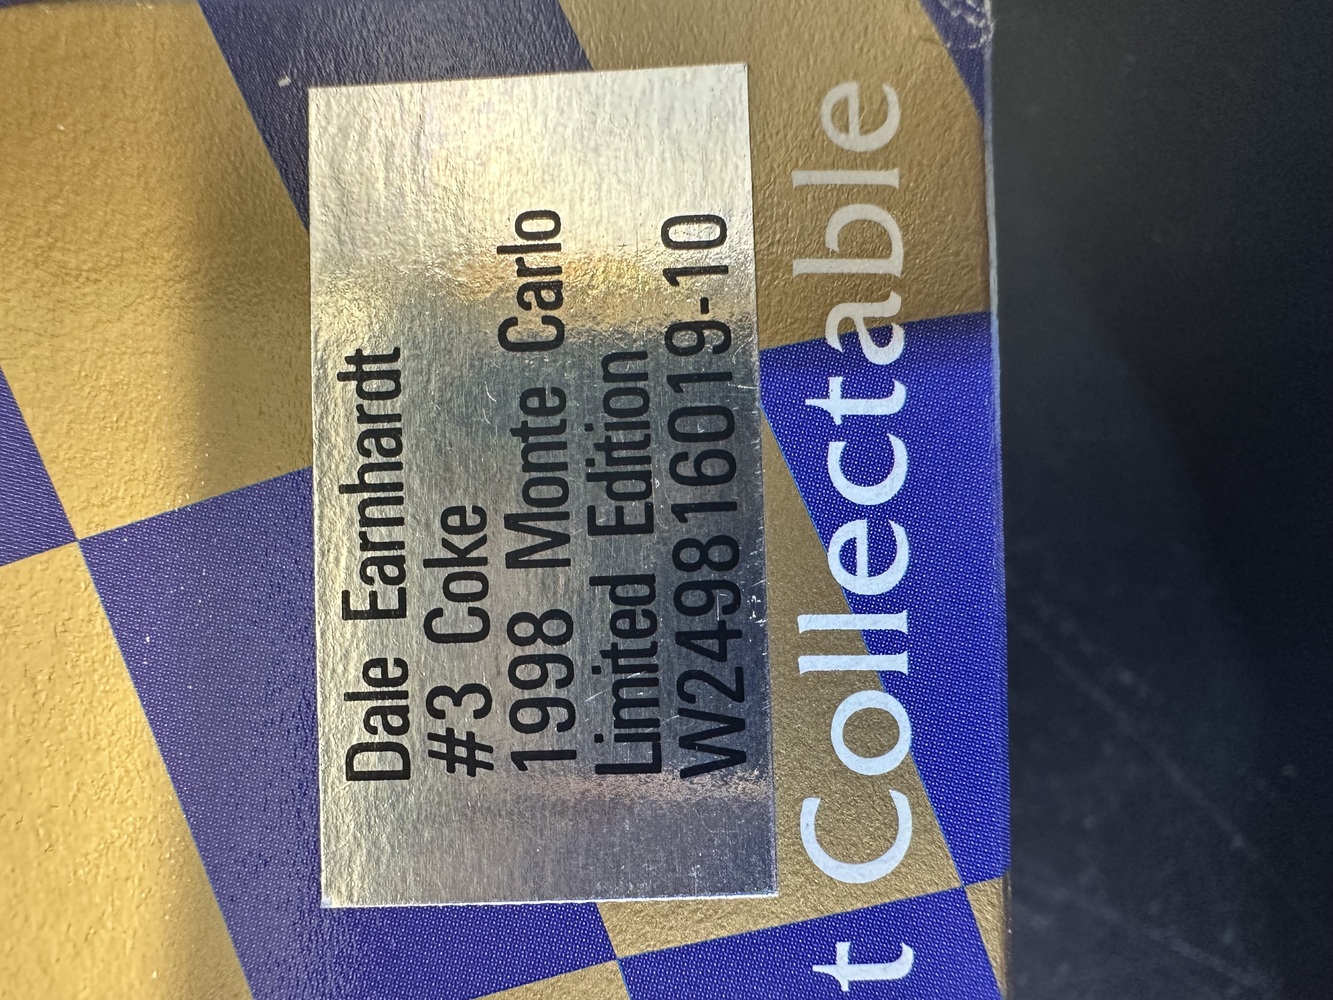 Dale Earnhardt
#3 Coke
1998 Monte Carlo
Limited Edition
W249816019-10
t Collectable